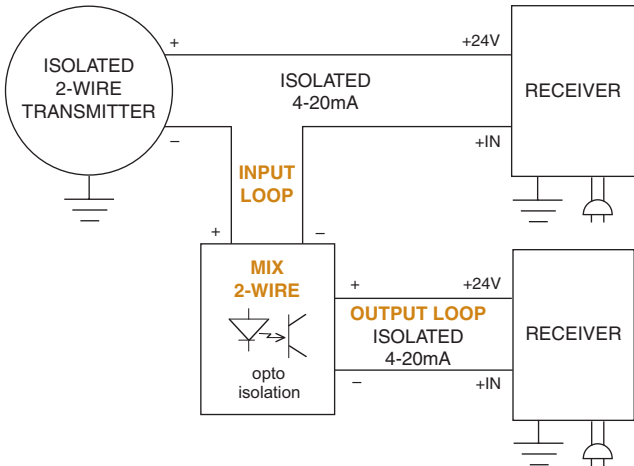 ISOLATED
2-WIRE
TRANSMITTER
+
–
+24V
ISOLATED
4-20mA
+IN
RECEIVER
INPUT
LOOP
+
–
MIX
2-WIRE
opto
isolation
+
+24V
OUTPUT LOOP
ISOLATED
4-20mA
–
+IN
RECEIVER